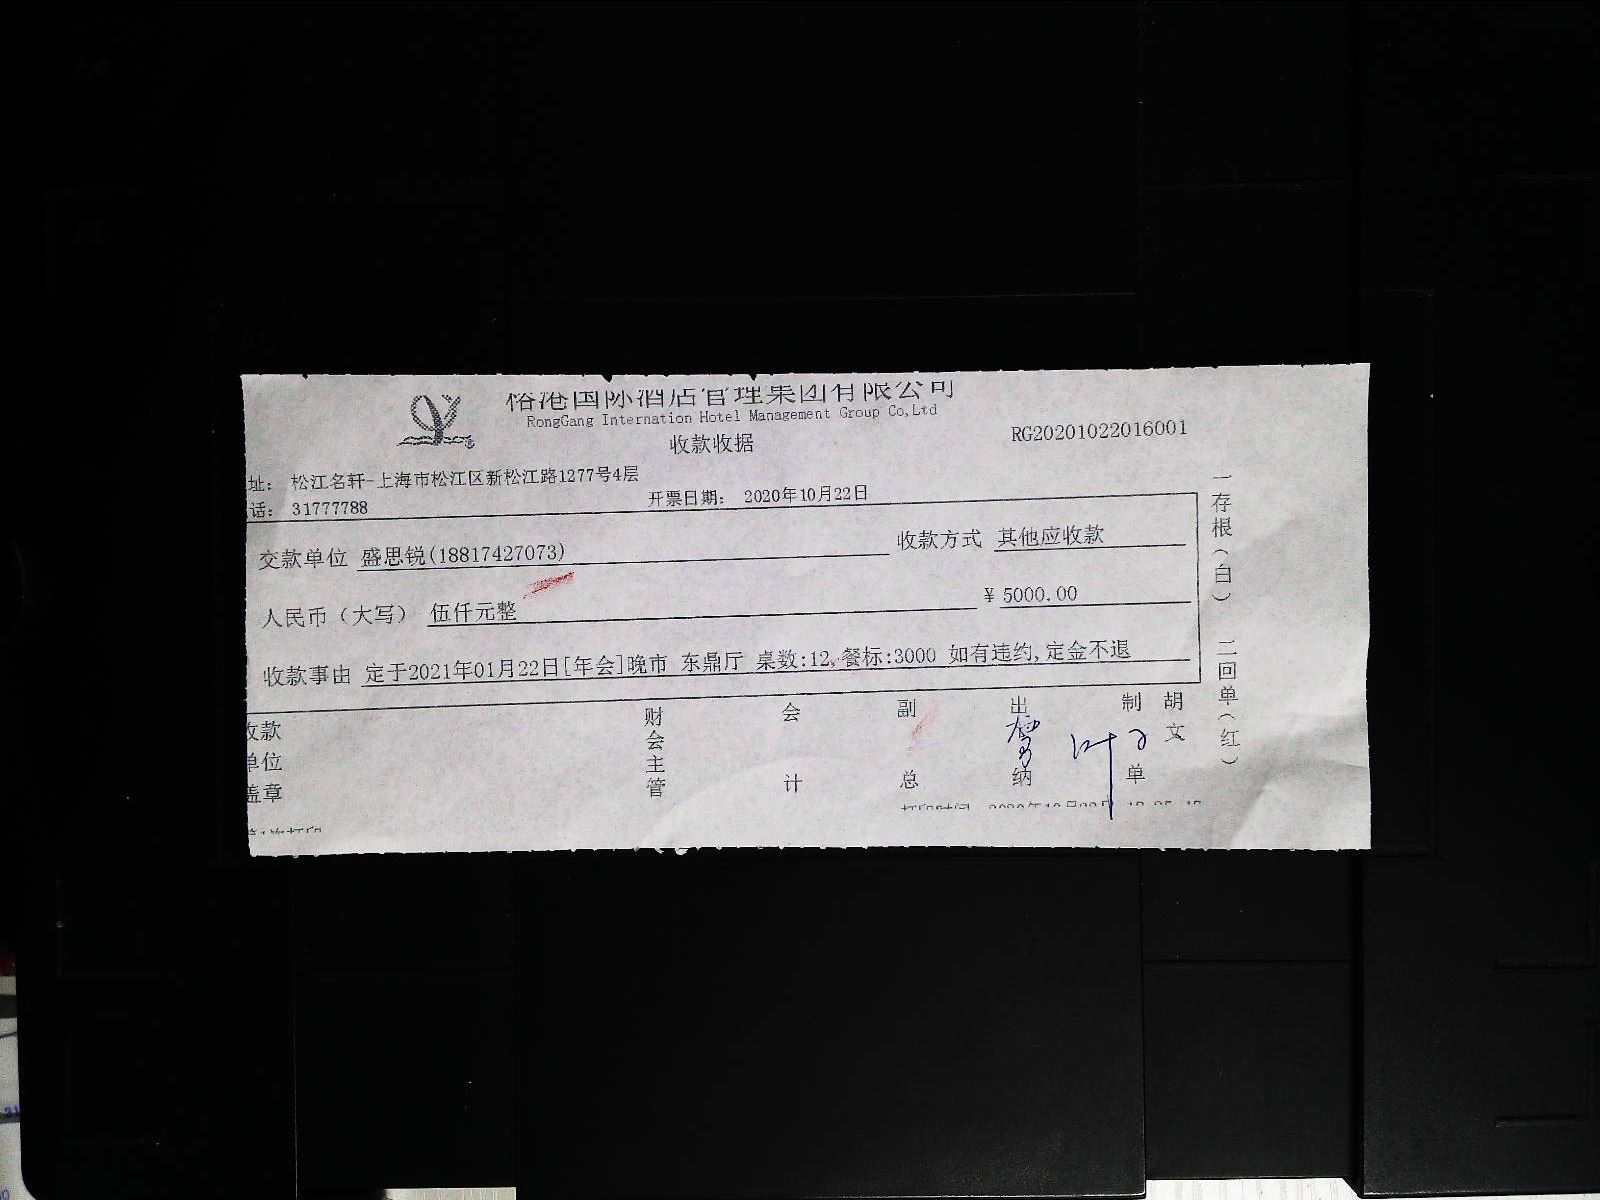 国际酒店管理集团有限公司
RongGang Internation Hotel Management Group Co,Ltd
收款收据
RG20201022016001
址： 松江名轩-上海市松江区新松江路1277号4层
话： 31777788
开票日期： 2020年10月22日
交款单位 盛思锐(18817427073) 收款方式 其他应收款
人民币（大写） 伍仟元整 ￥5000.00
收款事由 定于2021年01月22日[年会]晚市 东鼎厅 桌数:12,餐标:3000 如有违约,定金不退
收款单位盖章
财会主管
会计
副总
出纳
制单
胡文
一存根（白） 二回单（红）
打印时间